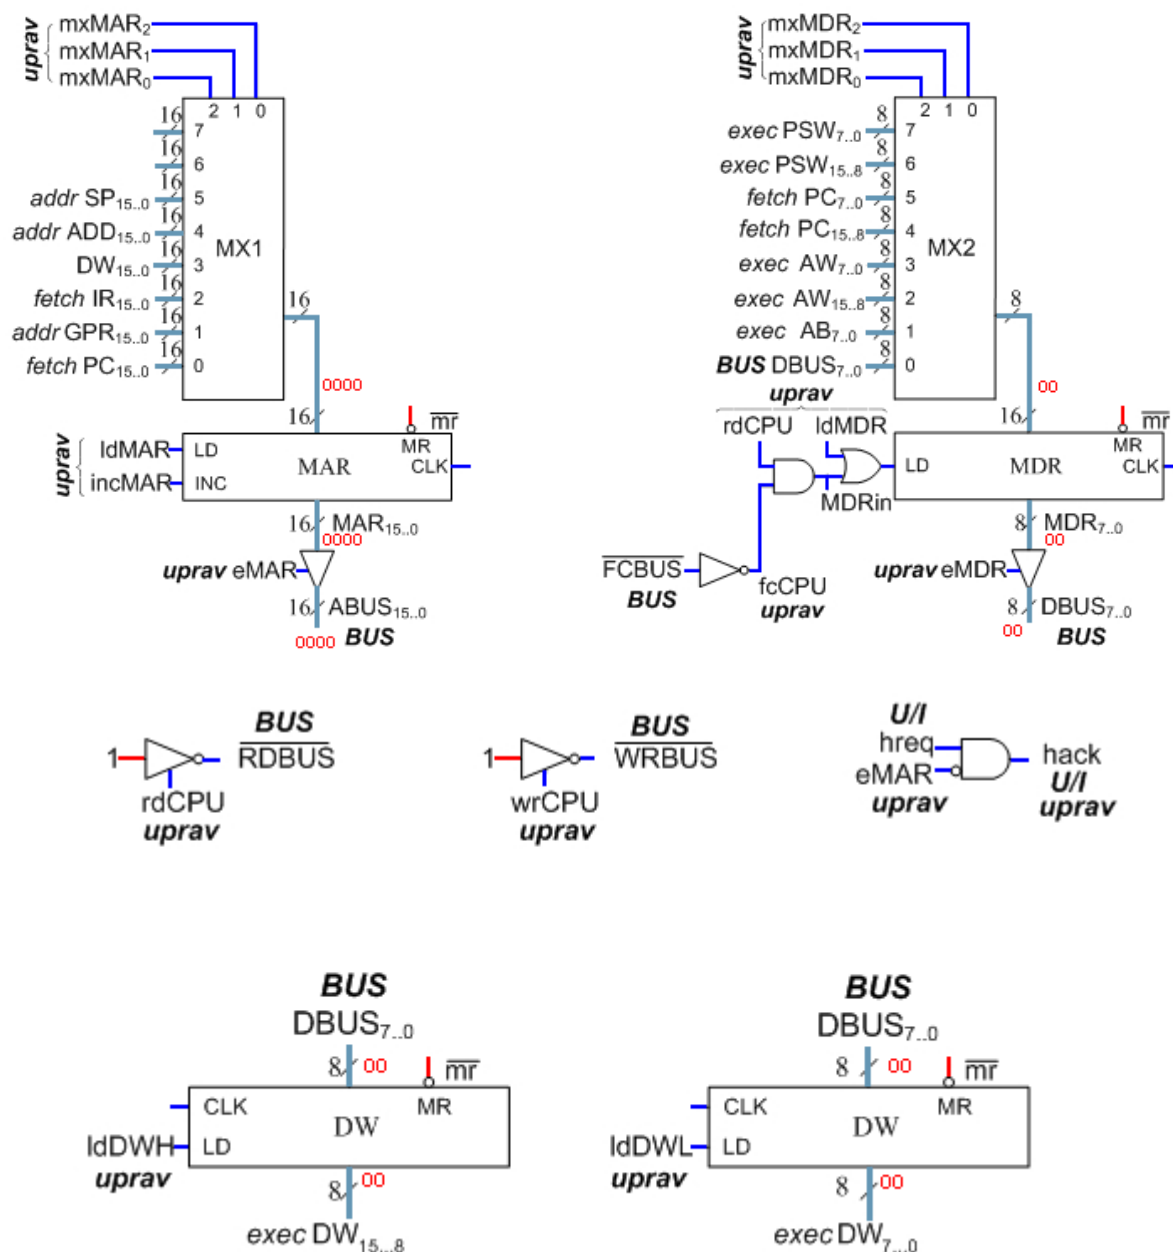 uprav
mxMAR2
mxMAR1
mxMAR0
2 1 0
16 7
16 6
addr SP15..0 16 5
addr ADD15..0 16 4
DW15..0 16 3
fetch IR15..0 16 2
addr GPR15..0 16 1
fetch PC15..0 16 0
MX1
16
0000
16
mr
uprav
ldMAR LD
incMAR INC
MAR
MR
CLK
16 MAR15..0
0000
uprav eMAR
16 ABUS15..0
0000 BUS
uprav
mxMDR2
mxMDR1
mxMDR0
2 1 0
exec PSW7..0 8 7
exec PSW15..8 8 6
fetch PC7..0 8 5
fetch PC15..8 8 4
exec AW7..0 8 3
exec AW15..8 8 2
exec AB7..0 8 1
BUS DBUS7..0 8 0
MX2
8
00
16
mr
uprav
rdCPU ldMDR
MDRin
LD
MDR
MR
CLK
FCBUS
BUS
fcCPU
uprav
8 MDR7..0
00
uprav eMDR
8 DBUS7..0
00 BUS
BUS
1 RDBUS
rdCPU
uprav
BUS
1 WRBUS
wrCPU
uprav
U/I
hreq
eMAR
uprav
hack
U/I
uprav
BUS
DBUS7..0
8 00 mr
CLK MR
DW
ldDWH LD
uprav
8 00
exec DW15...8
BUS
DBUS7..0
8 00 mr
CLK MR
DW
ldDWL LD
uprav
8 00
exec DW7...0